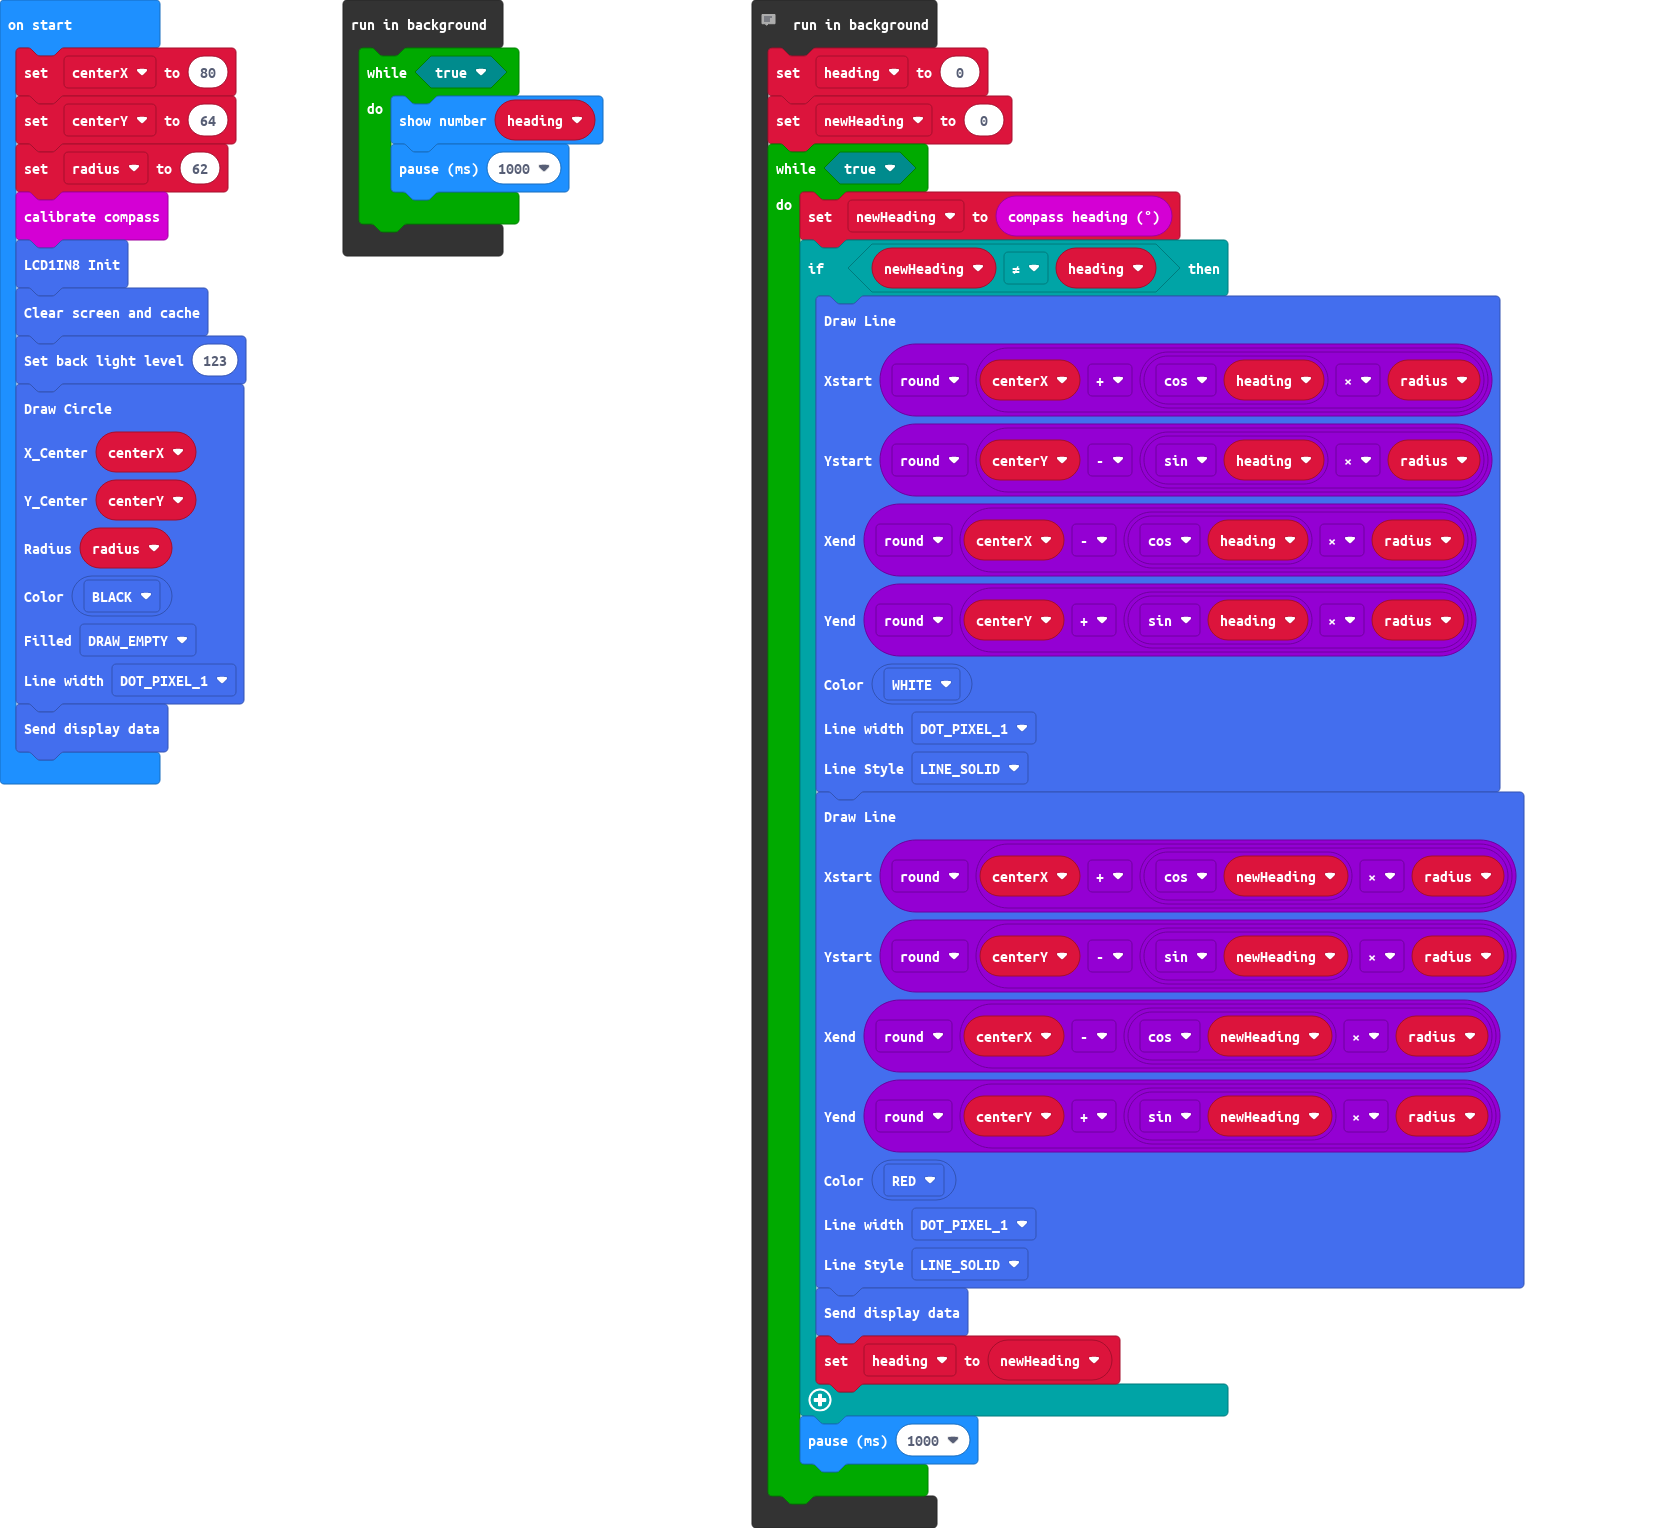 on start
set centerX to 80
set centerY to 64
set radius to 62
calibrate compass
LCD1IN8 Init
Clear screen and cache
Set back light level 123
Draw Circle
X_Center centerX
Y_Center centerY
Radius radius
Color BLACK
Filled DRAW_EMPTY
Line width DOT_PIXEL_1
Send display data
run in background
while true
do
show number heading
pause (ms) 1000
run in background
set heading to 0
set newHeading to 0
while true
do
set newHeading to compass heading (°)
if newHeading ≠ heading then
Draw Line
Xstart round centerX + cos heading × radius
Ystart round centerY - sin heading × radius
Xend round centerX - cos heading × radius
Yend round centerY + sin heading × radius
Color WHITE
Line width DOT_PIXEL_1
Line Style LINE_SOLID
Draw Line
Xstart round centerX + cos newHeading × radius
Ystart round centerY - sin newHeading × radius
Xend round centerX - cos newHeading × radius
Yend round centerY + sin newHeading × radius
Color RED
Line width DOT_PIXEL_1
Line Style LINE_SOLID
Send display data
set heading to newHeading
pause (ms) 1000